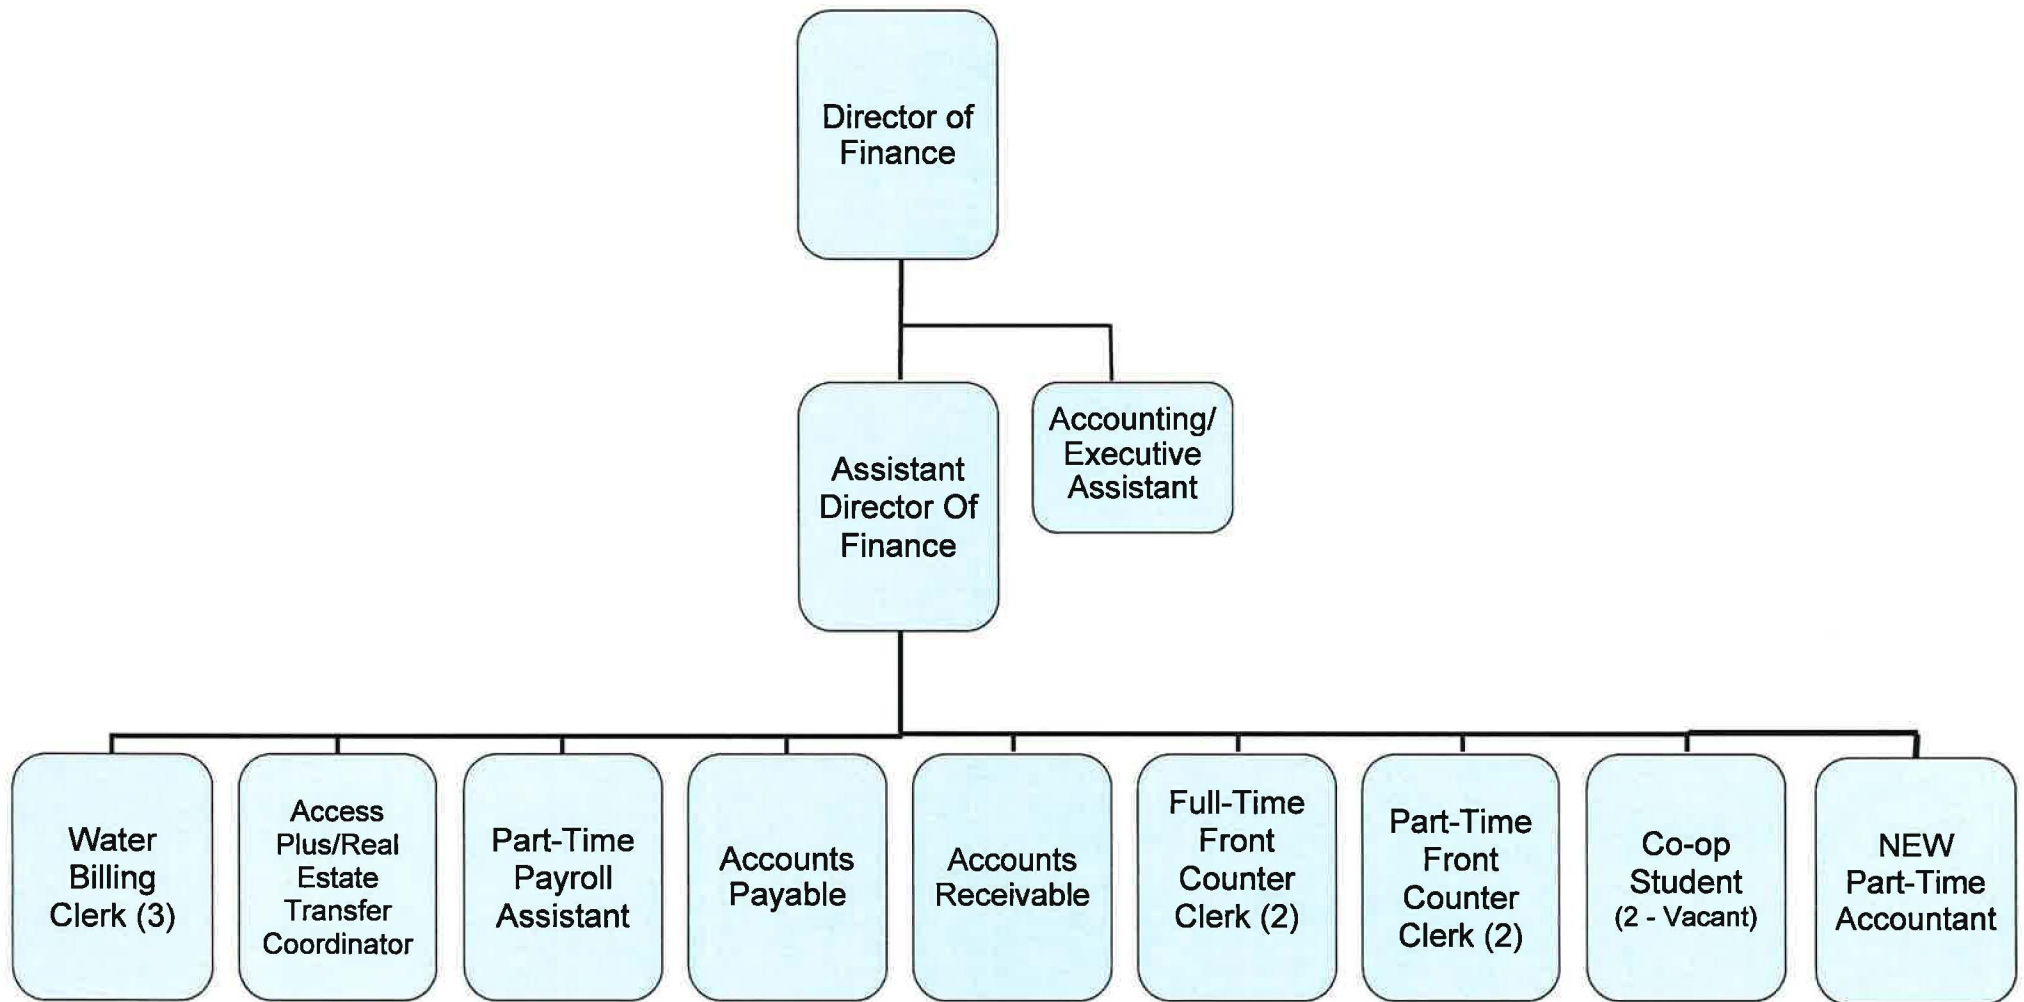 Director of
Finance
Assistant
Director Of
Finance
Accounting/
Executive
Assistant
Water
Billing
Clerk (3)
Access
Plus/Real
Estate
Transfer
Coordinator
Part-Time
Payroll
Assistant
Accounts
Payable
Accounts
Receivable
Full-Time
Front
Counter
Clerk (2)
Part-Time
Front
Counter
Clerk (2)
Co-op
Student
(2 - Vacant)
NEW
Part-Time
Accountant